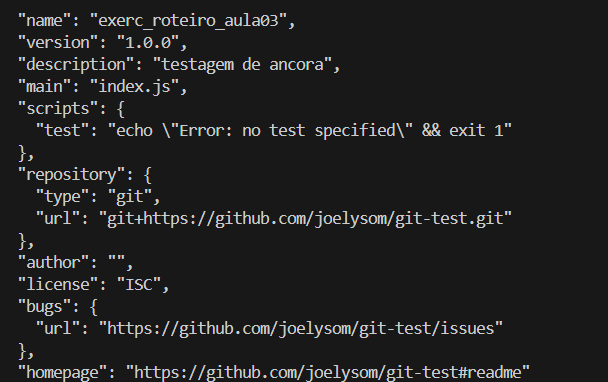 "name": "exerc_roteiro_aula03",
"version": "1.0.0",
"description": "testagem de ancora",
"main": "index.js",
"scripts": {
"test": "echo \"Error: no test specified\" && exit 1"
},
"repository": {
"type": "git",
"url": "git+https://github.com/joelysom/git-test.git"
},
"author": "",
"license": "ISC",
"bugs": {
"url": "https://github.com/joelysom/git-test/issues"
},
"homepage": "https://github.com/joelysom/git-test#readme"